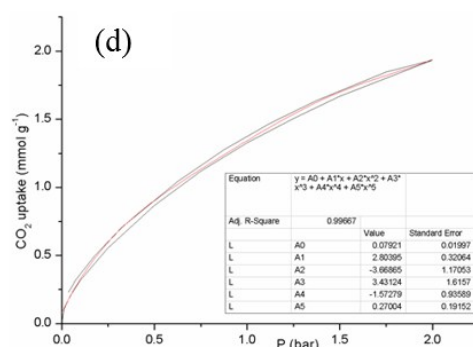 (d)
CO2 uptake (mmol g-1)
2.0
1.5
1.0
0.5
0.0
Equation y = A0 + A1*x + A2*x^2 + A3*
x^3 + A4*x^4 + A5*x^5
Adj. R-Square 0.99667
Value Standard Error
L A0 0.07921 0.01997
L A1 2.80395 0.32064
L A2 -3.66865 1.17053
L A3 3.43124 1.6157
L A4 -1.57279 0.93589
L A5 0.27004 0.19152
0.0 0.5 1.0 1.5 2.0
P (bar)